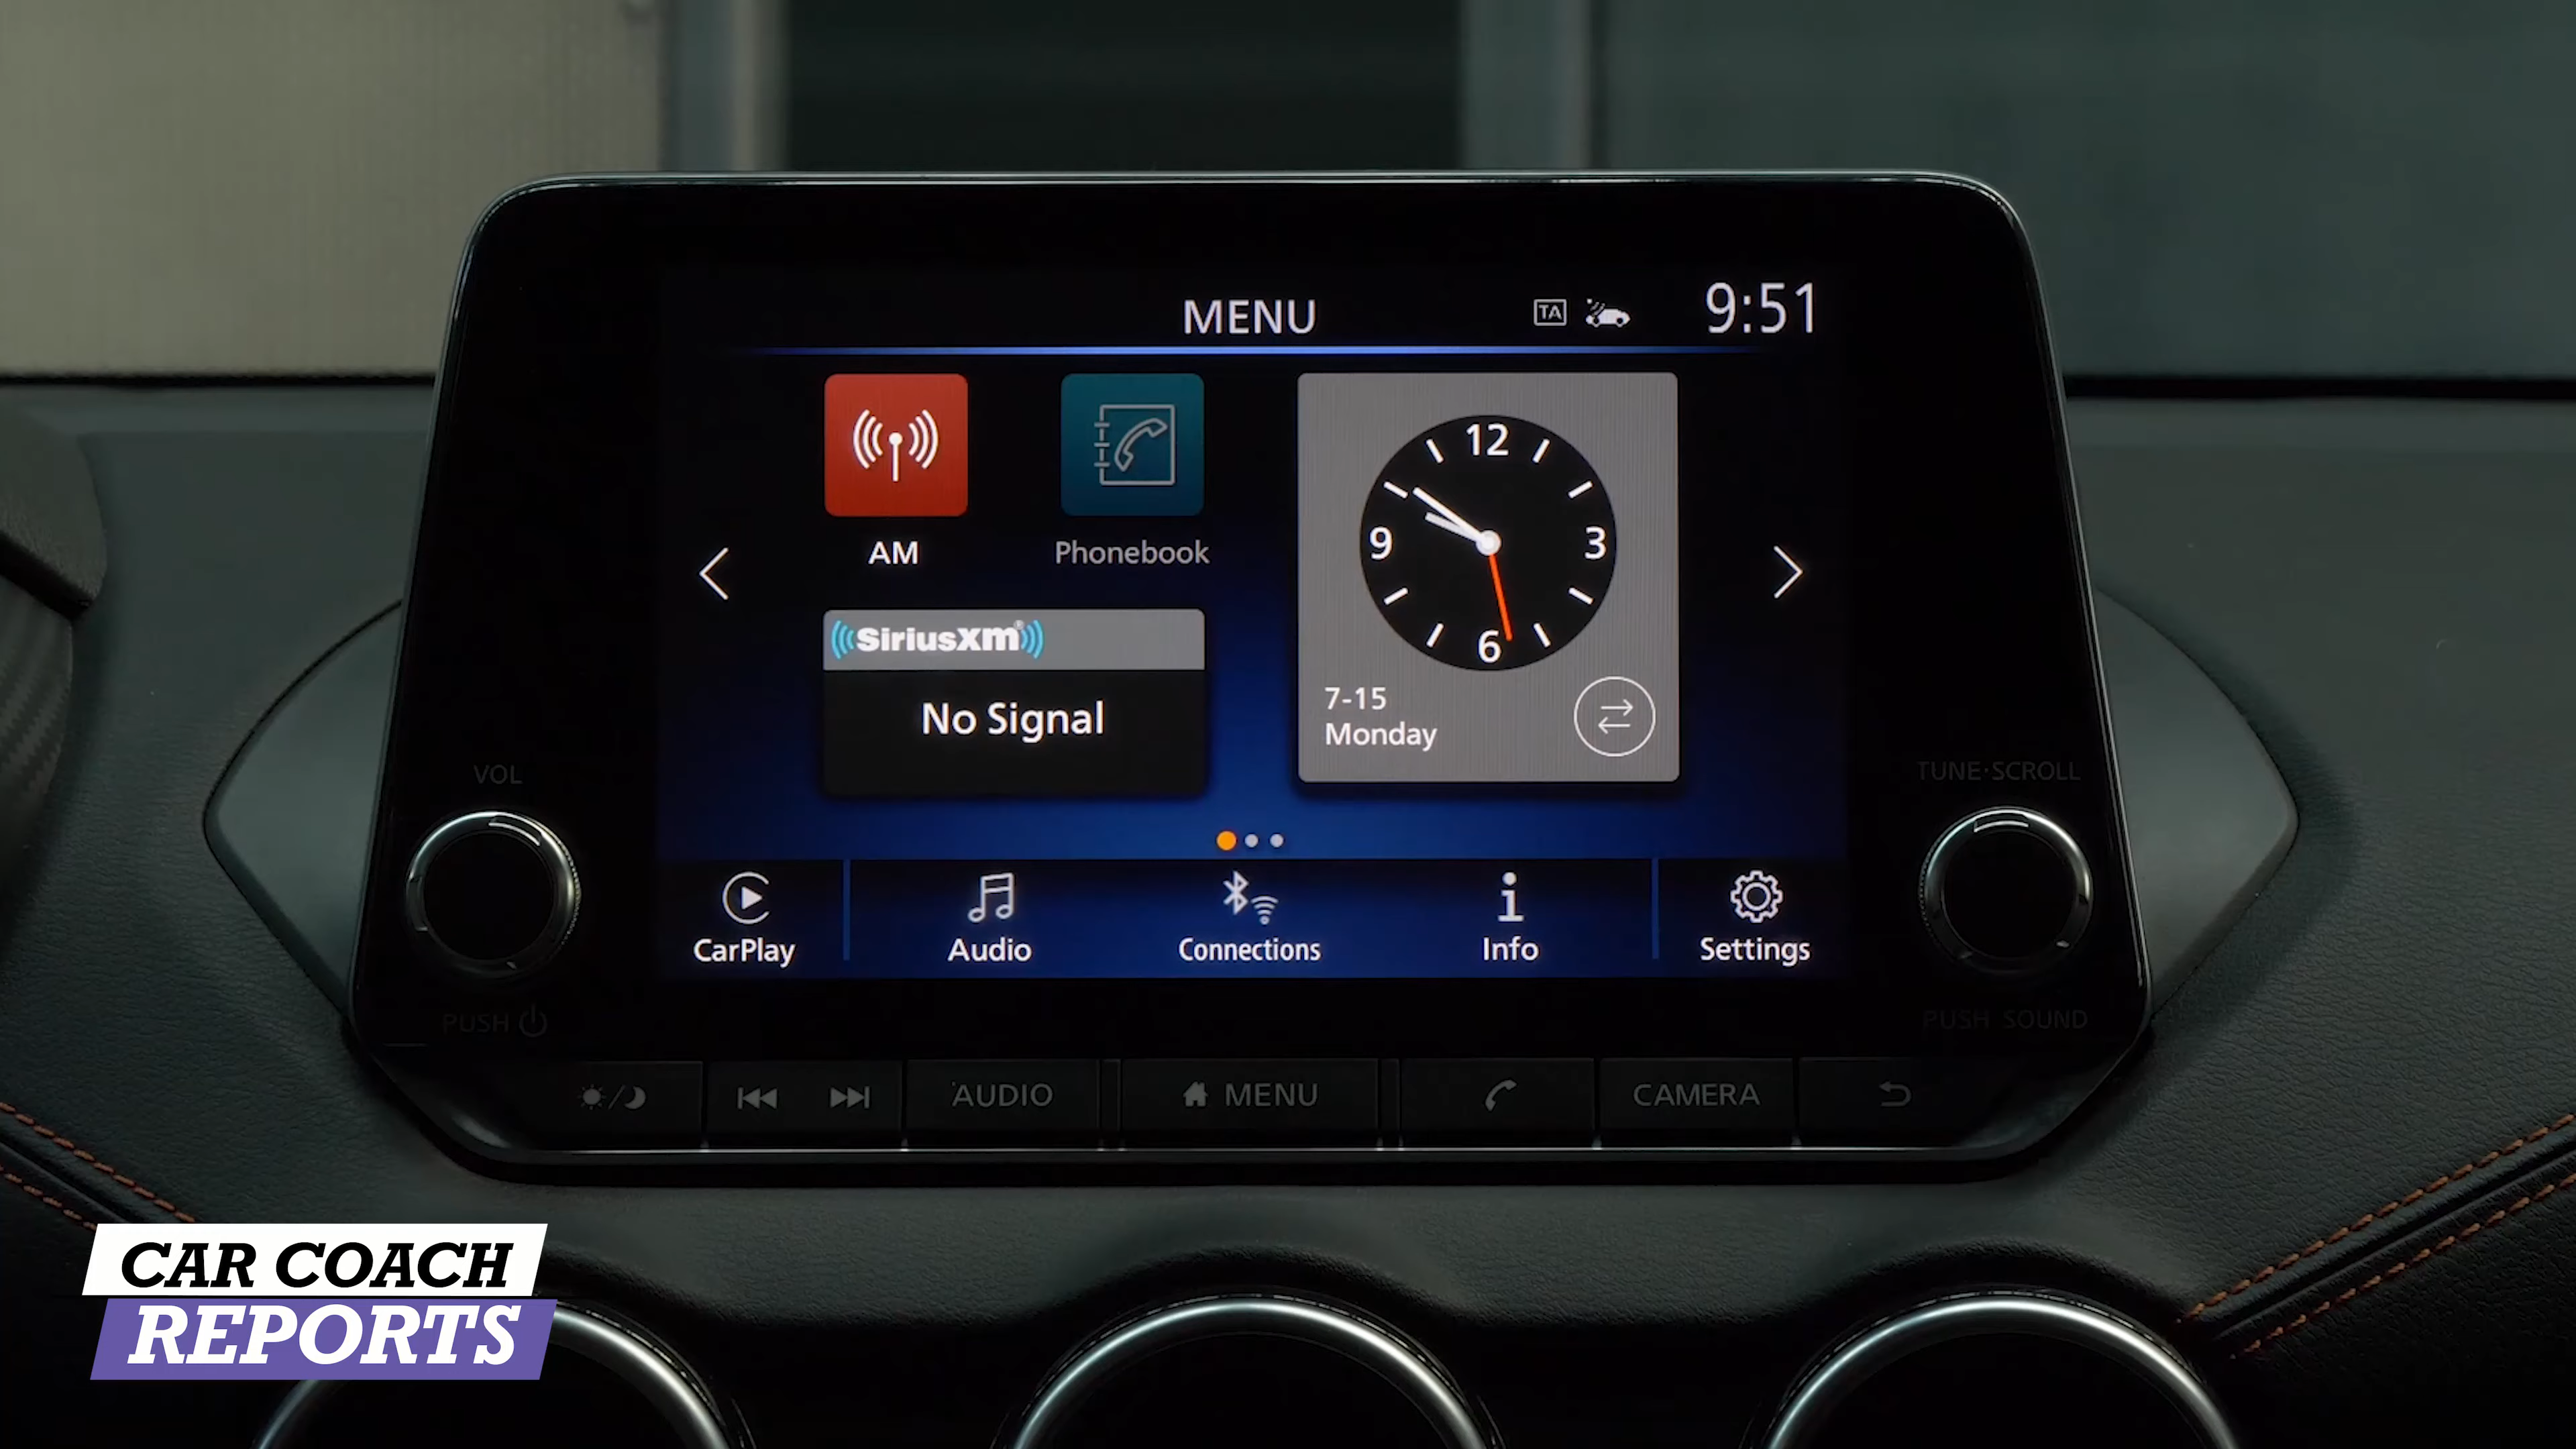 MENU
TA
9:51
AM
Phonebook
12
9
3
6
SiriusXm®
No Signal
7-15
Monday
CarPlay
Audio
Connections
Info
Settings
VOL
PUSH
TUNE·SCROLL
PUSH SOUND
AUDIO
MENU
CAMERA
CAR COACH
REPORTS